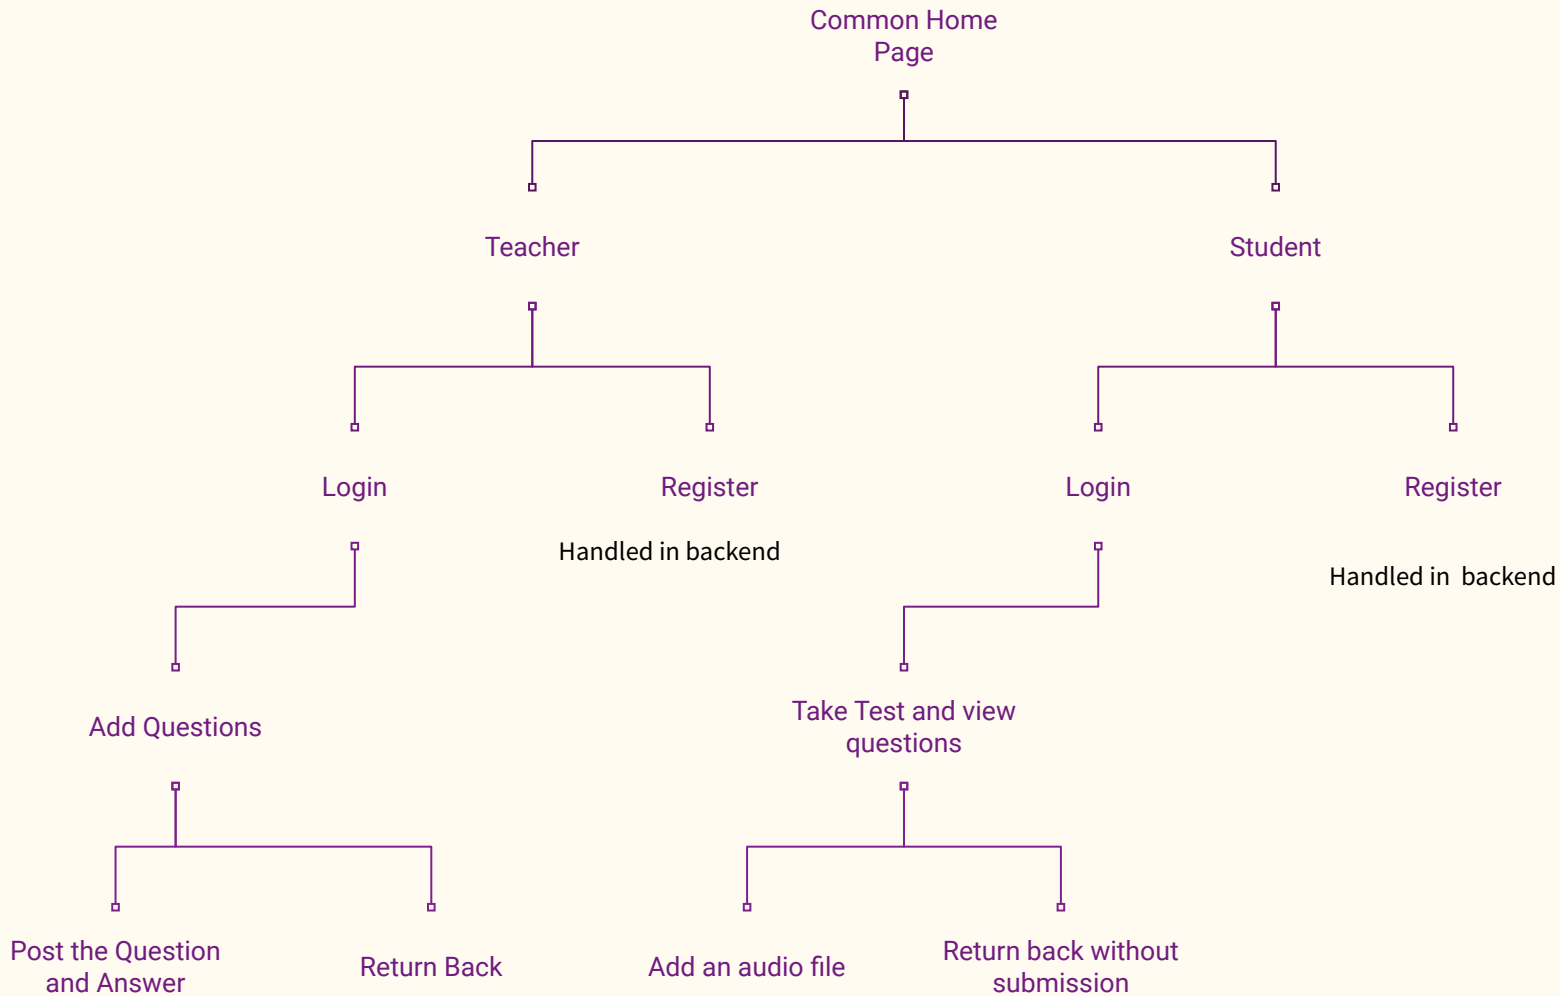 Common Home
Page
Teacher
Student
Login
Register
Login
Register
Handled in backend
Handled in  backend
Add Questions
Take Test and view
questions
Post the Question
and Answer
Return Back
Add an audio file
Return back without
submission